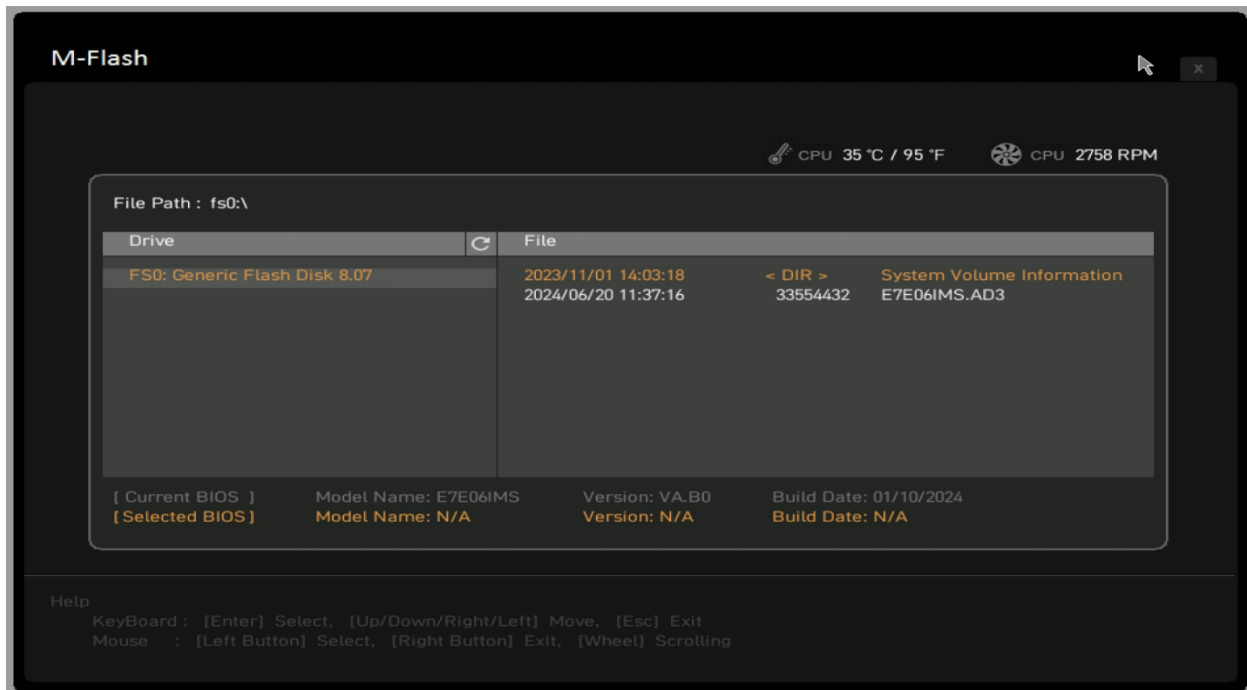 M-Flash
x
CPU 35 °C / 95 °F CPU 2758 RPM
File Path : fs0:\
Drive File
FS0: Generic Flash Disk 8.07 2023/11/01 14:03:18 < DIR > System Volume Information
2024/06/20 11:37:16 33554432 E7E06IMS.AD3
[ Current BIOS ] Model Name: E7E06IMS Version: VA.B0 Build Date: 01/10/2024
[Selected BIOS] Model Name: N/A Version: N/A Build Date: N/A
Help
KeyBoard : [Enter] Select, [Up/Down/Right/Left] Move, [Esc] Exit
Mouse : [Left Button] Select, [Right Button] Exit, [Wheel] Scrolling